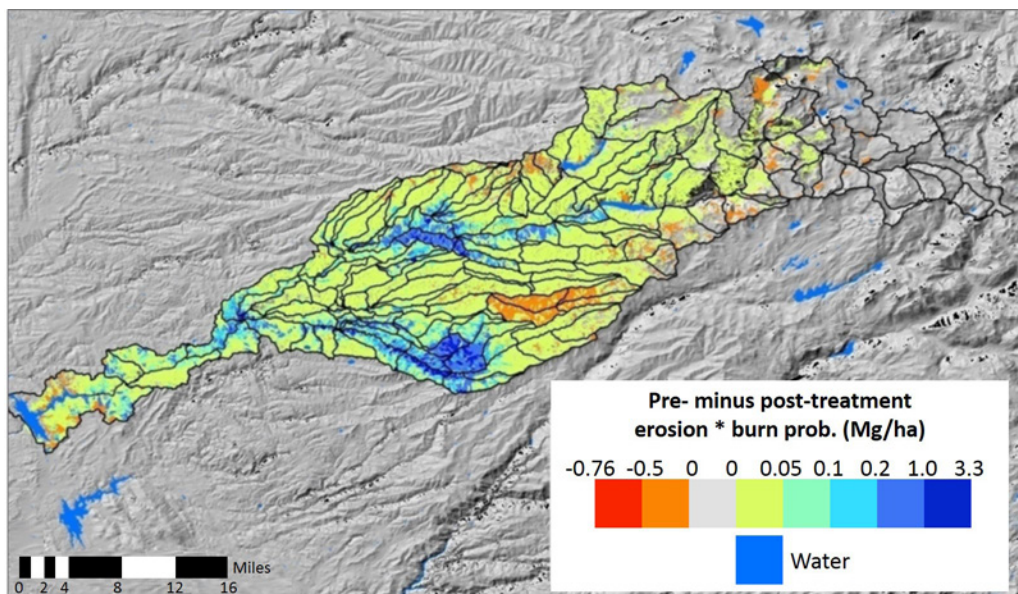 Pre- minus post-treatment
erosion * burn prob. (Mg/ha)
-0.76 -0.5 0 0 0.05 0.1 0.2 1.0 3.3
Water
Miles
0 2 4 8 12 16